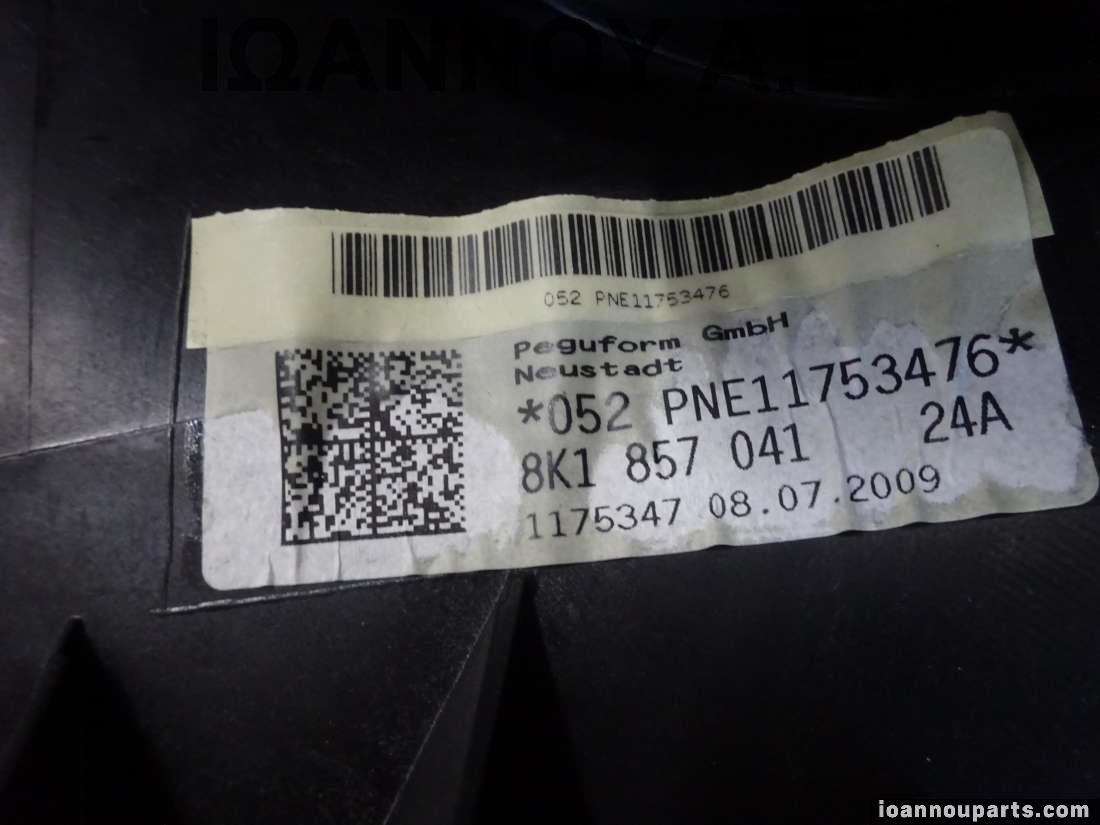 ΙΩΑΝΝΟΥ Α.Ε.
052 PNE11753476
Peguform GmbH
Neustadt
*052 PNE11753476*
8K1 857 041 24A
1175347 08.07.2009
ioannouparts.com